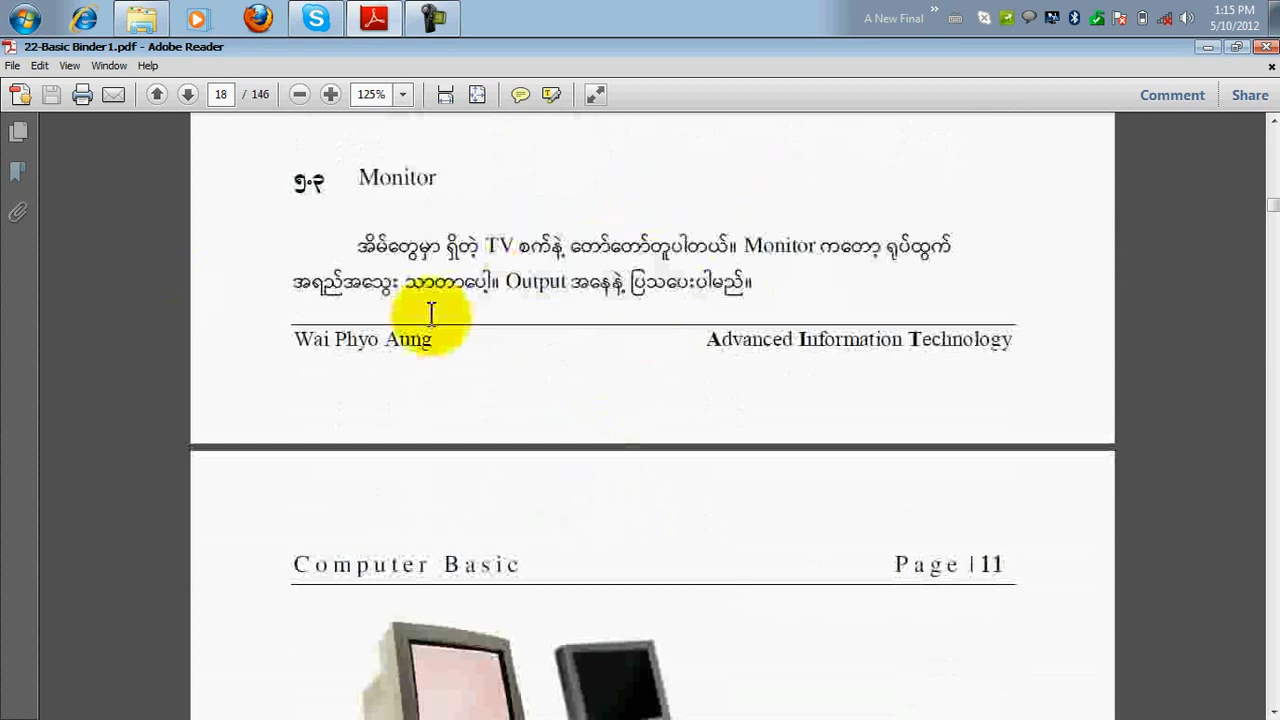 A New Final
»
1:15 PM
5/10/2012
22-Basic Binder1.pdf - Adobe Reader
File Edit View Window Help
18 / 146 125% Comment Share
၅.၃ Monitor
အိမ်တွေမှာ ရှိတဲ့ TV စက်နဲ့ တော်တော်တူပါတယ်။ Monitor ကတော့ ရုပ်ထွက်
အရည်အသွေး သာတာပေါ့။ Output အနေနဲ့ ပြသပေးပါမည်။
Wai Phyo Aung Advanced Information Technology
Computer Basic Page | 11